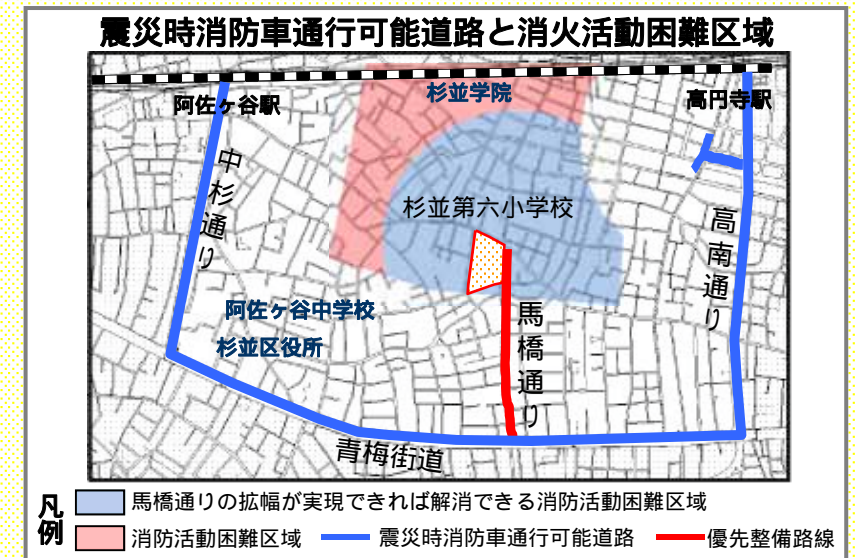 震災時消防車通行可能道路と消火活動困難区域
杉並学院
阿佐ヶ谷駅
高円寺駅
中杉通り
杉並第六小学校
高南通り
阿佐ヶ谷中学校
杉並区役所
馬橋通り
青梅街道
凡例
馬橋通りの拡幅が実現できれば解消できる消防活動困難区域
消防活動困難区域
震災時消防車通行可能道路
優先整備路線